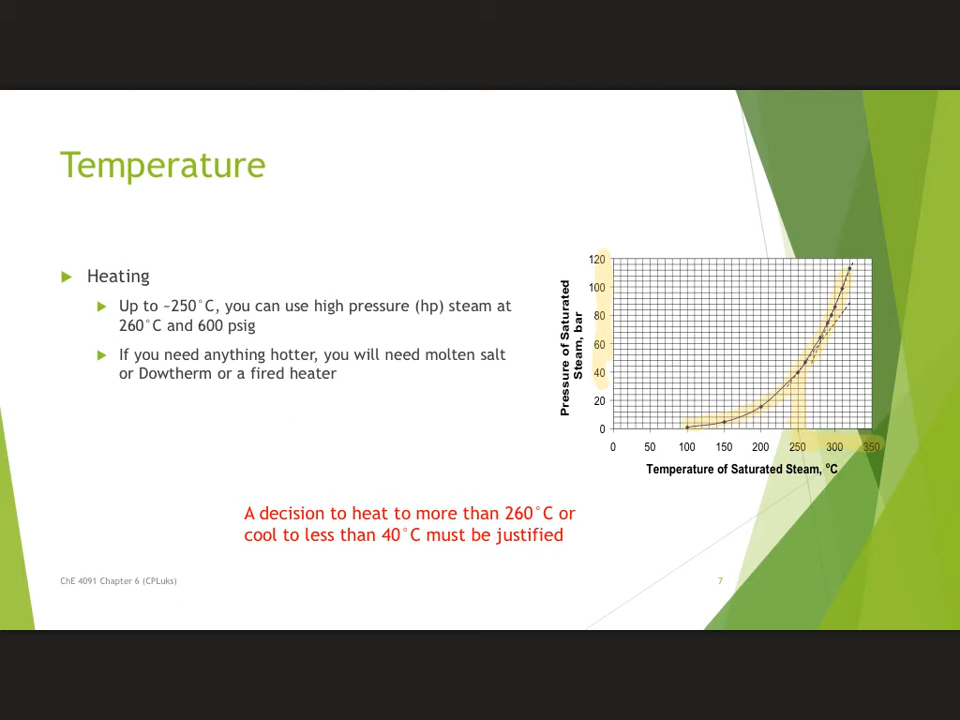 Temperature
Heating
Up to ~250°C, you can use high pressure (hp) steam at
260°C and 600 psig
If you need anything hotter, you will need molten salt
or Dowtherm or a fired heater
Pressure of Saturated
Steam, bar
120
100
80
60
40
20
0
0 50 100 150 200 250 300 350
Temperature of Saturated Steam, °C
A decision to heat to more than 260°C or
cool to less than 40°C must be justified
ChE 4091 Chapter 6 (CPLuks)
7